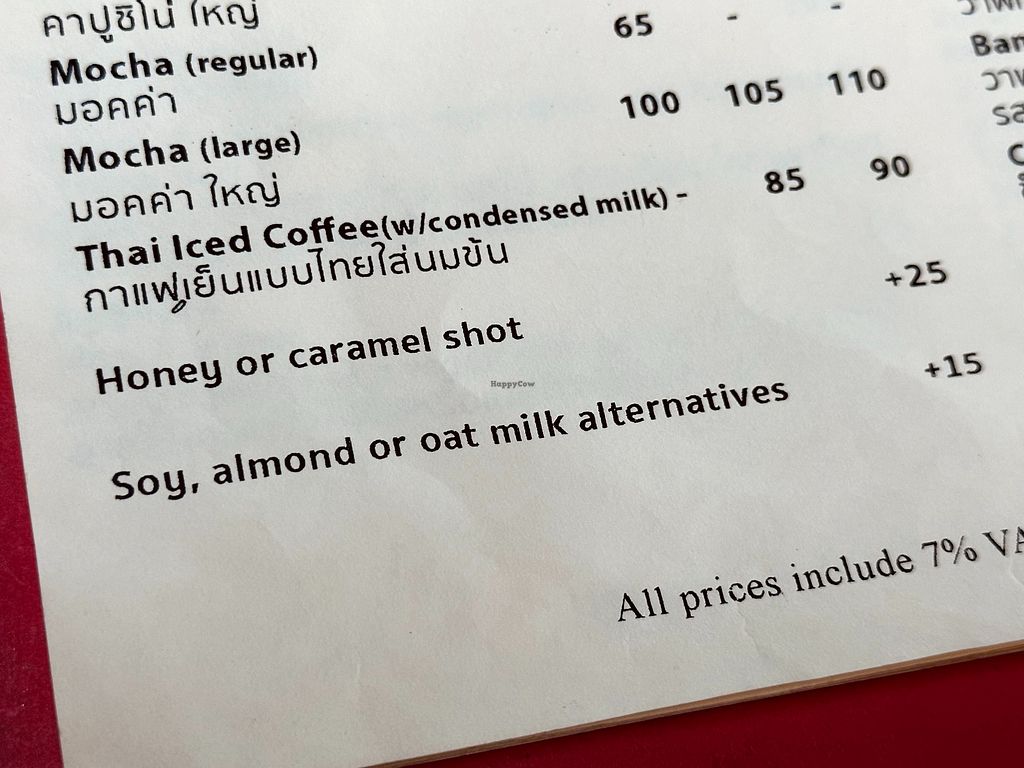 คาปูชิโน่ ใหญ่
Mocha (regular) 65 - -
มอคค่า
Mocha (large) 100 105 110
มอคค่า ใหญ่
Thai Iced Coffee(w/condensed milk) - 85 90
กาแฟเย็นแบบไทยใส่นมข้น
Honey or caramel shot +25
Soy, almond or oat milk alternatives +15
All prices include 7%
HappyCow